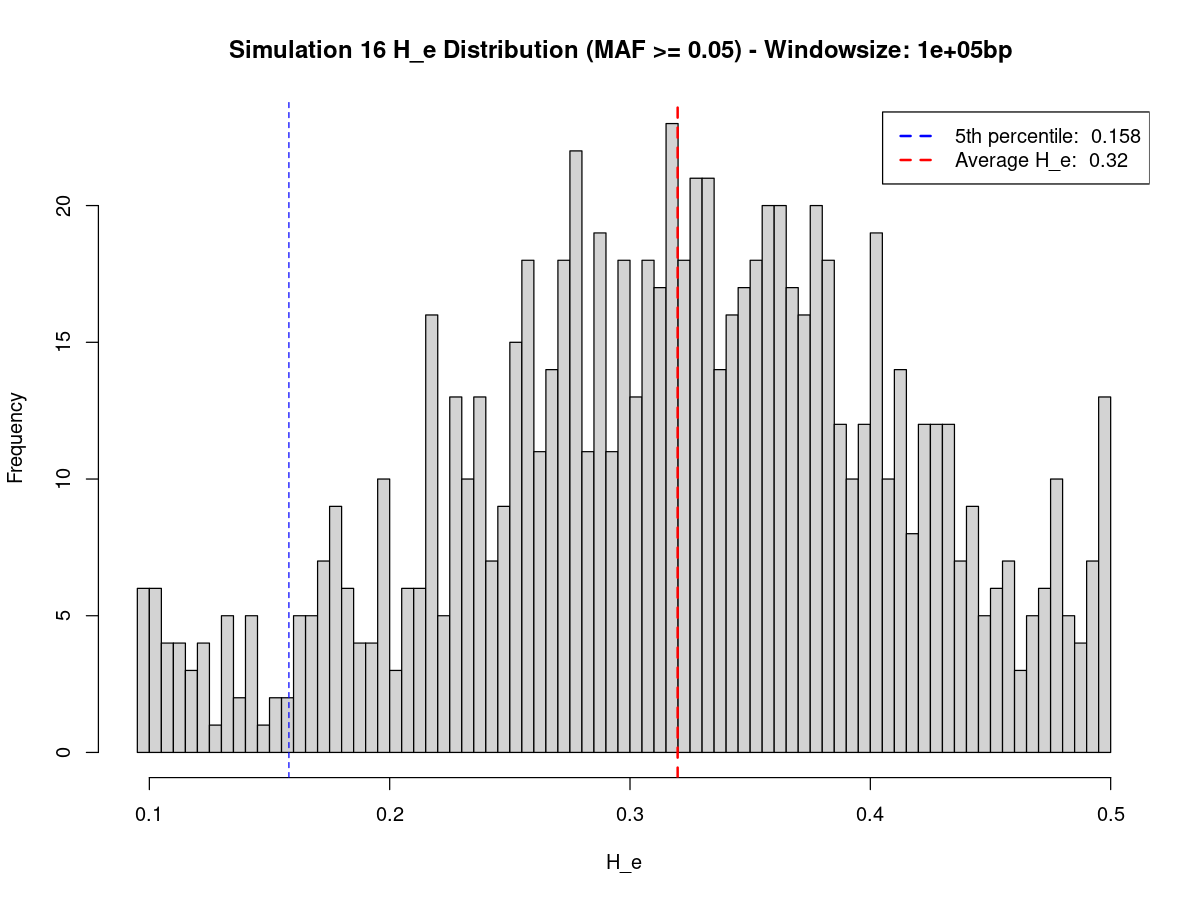 Simulation 16 H_e Distribution (MAF >= 0.05) - Windowsize: 1e+05bp
5th percentile:  0.158
Average H_e:  0.32
Frequency
20
15
10
5
0
0.1
0.2
0.3
0.4
0.5
H_e